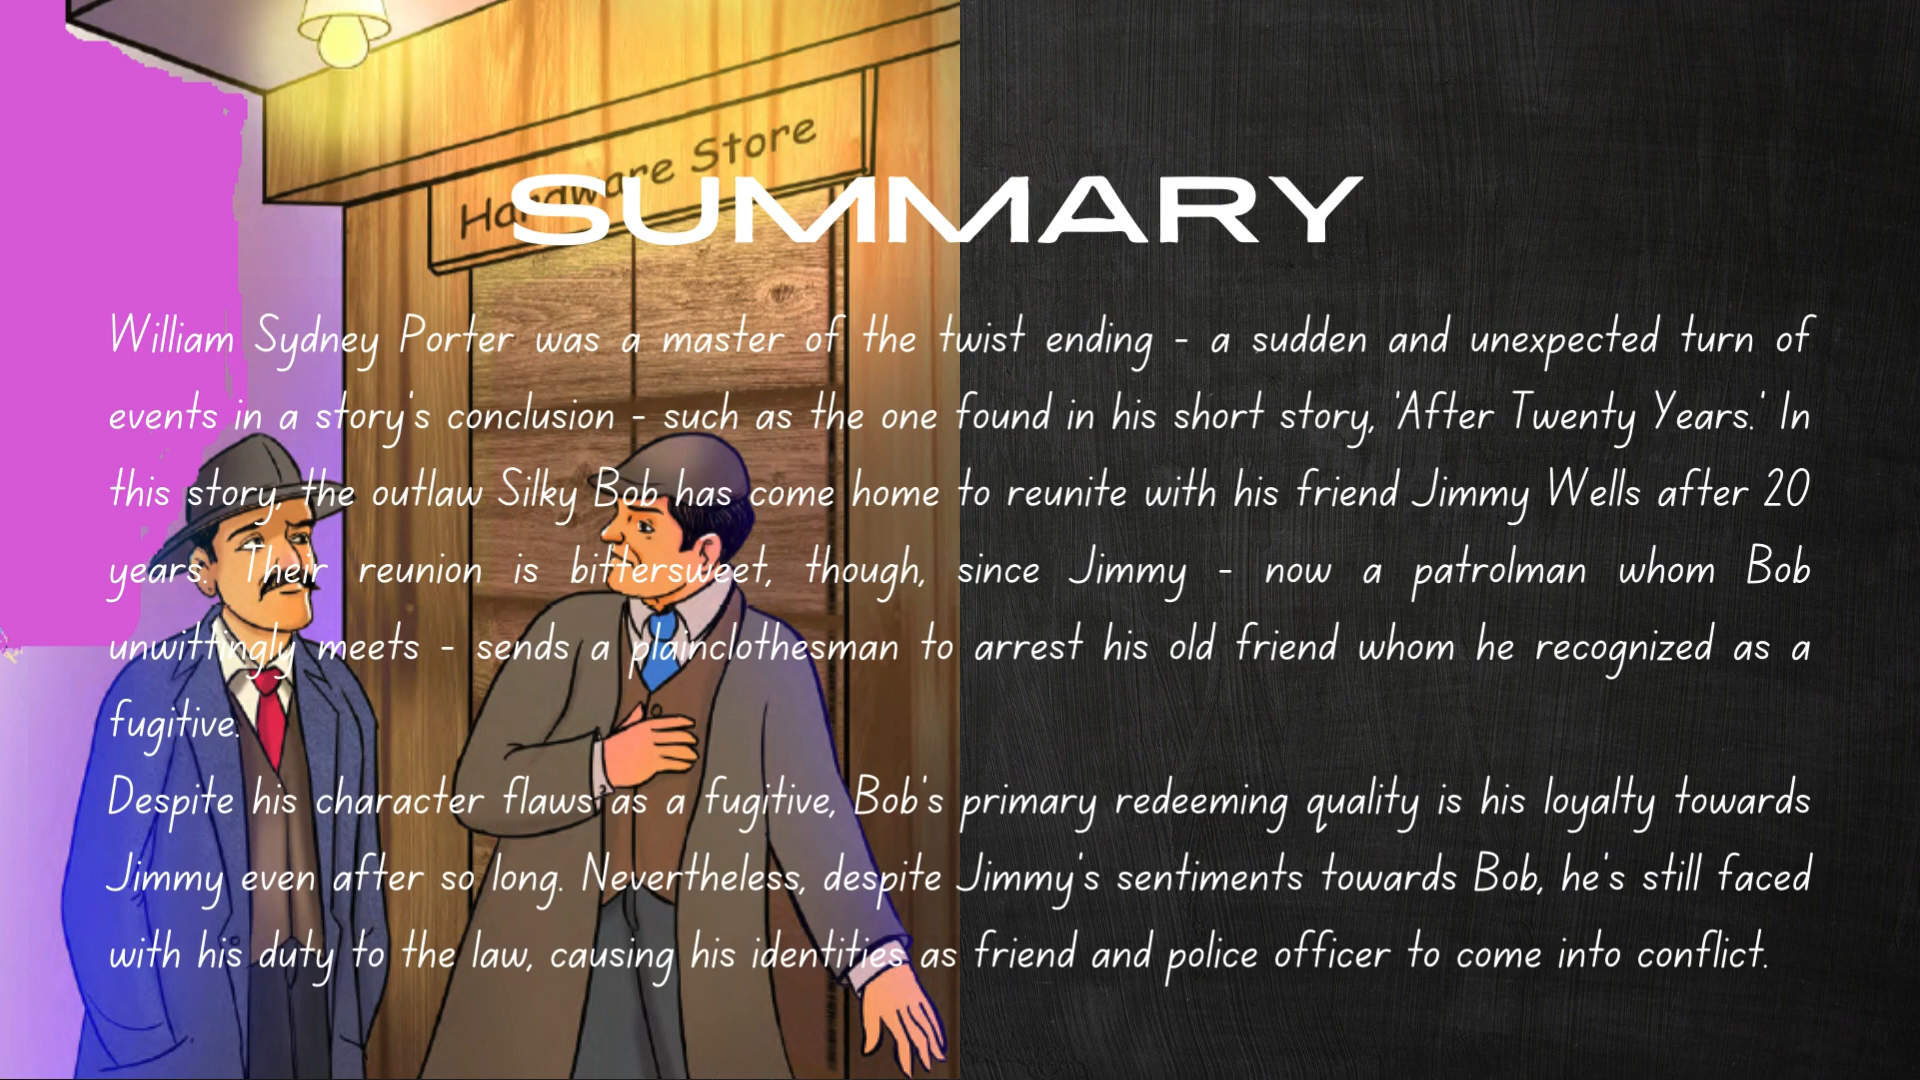 Hardware Store
SUMMARY
William Sydney Porter was a master of the twist ending - a sudden and unexpected turn of
events in a story's conclusion - such as the one found in his short story, 'After Twenty Years.' In
this story, the outlaw Silky Bob has come home to reunite with his friend Jimmy Wells after 20
years. Their reunion is bittersweet, though, since Jimmy - now a patrolman whom Bob
unwittingly meets - sends a plainclothesman to arrest his old friend whom he recognized as a
fugitive.
Despite his character flaws as a fugitive, Bob's primary redeeming quality is his loyalty towards
Jimmy even after so long. Nevertheless, despite Jimmy's sentiments towards Bob, he's still faced
with his duty to the law, causing his identities as friend and police officer to come into conflict.